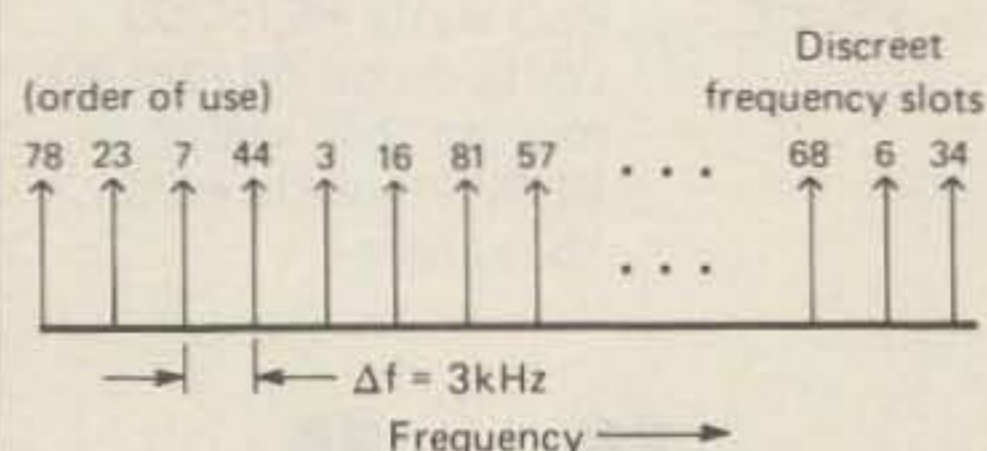 Discreet
(order of use) frequency slots
78 23 7 44 3 16 81 57 . . . 68 6 34
. . .
Δf = 3kHz
Frequency